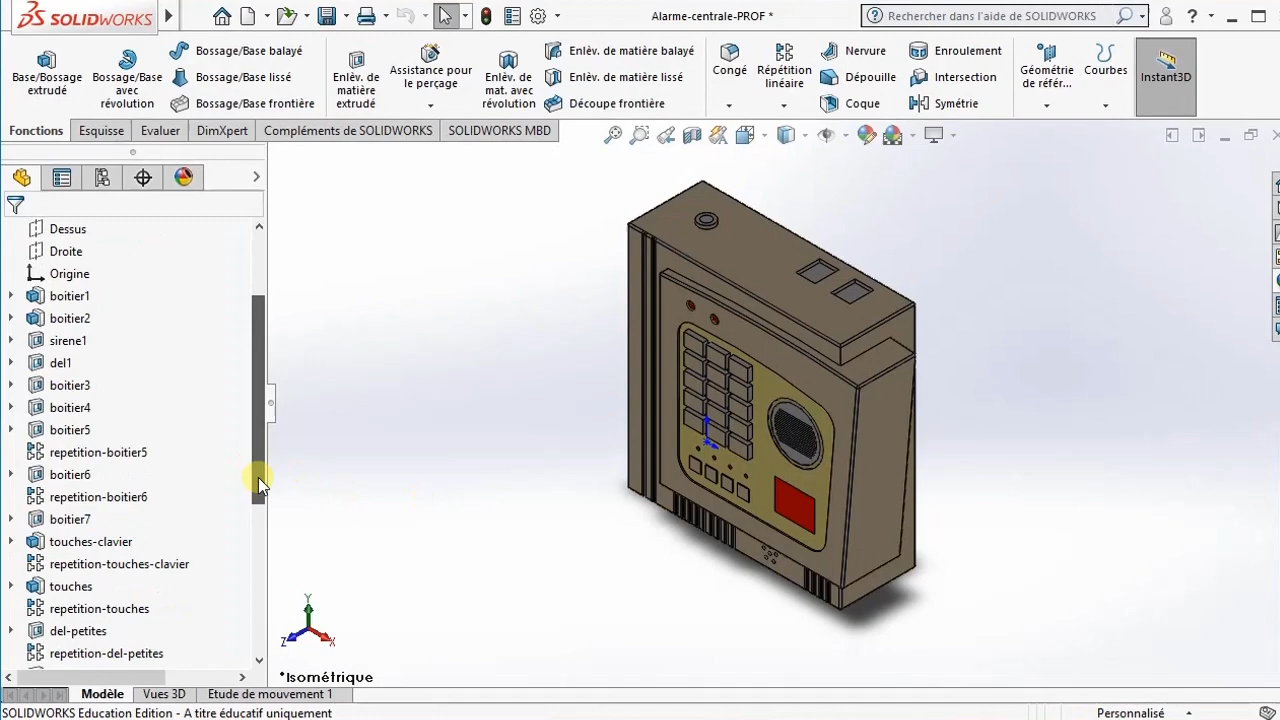 SOLIDWORKS
Alarme-centrale-PROF *
Rechercher dans l'aide de SOLIDWORKS
Base/Bossage extrudé
Bossage/Base avec révolution
Bossage/Base balayé
Bossage/Base lissé
Bossage/Base frontière
Enlèv. de matière extrudé
Assistance pour le perçage
Enlèv. de mat. avec révolution
Enlèv. de matière balayé
Enlèv. de matière lissé
Découpe frontière
Congé
Répétition linéaire
Nervure
Dépouille
Coque
Enroulement
Intersection
Symétrie
Géométrie de référ...
Courbes
Instant3D
Fonctions
Esquisse
Evaluer
DimXpert
Compléments de SOLIDWORKS
SOLIDWORKS MBD
Dessus
Droite
Origine
boitier1
boitier2
sirene1
del1
boitier3
boitier4
boitier5
repetition-boitier5
boitier6
repetition-boitier6
boitier7
touches-clavier
repetition-touches-clavier
touches
repetition-touches
del-petites
repetition-del-petites
Y
Z
X
*Isométrique
Modèle
Vues 3D
Etude de mouvement 1
SOLIDWORKS Education Edition - A titre éducatif uniquement
Personnalisé